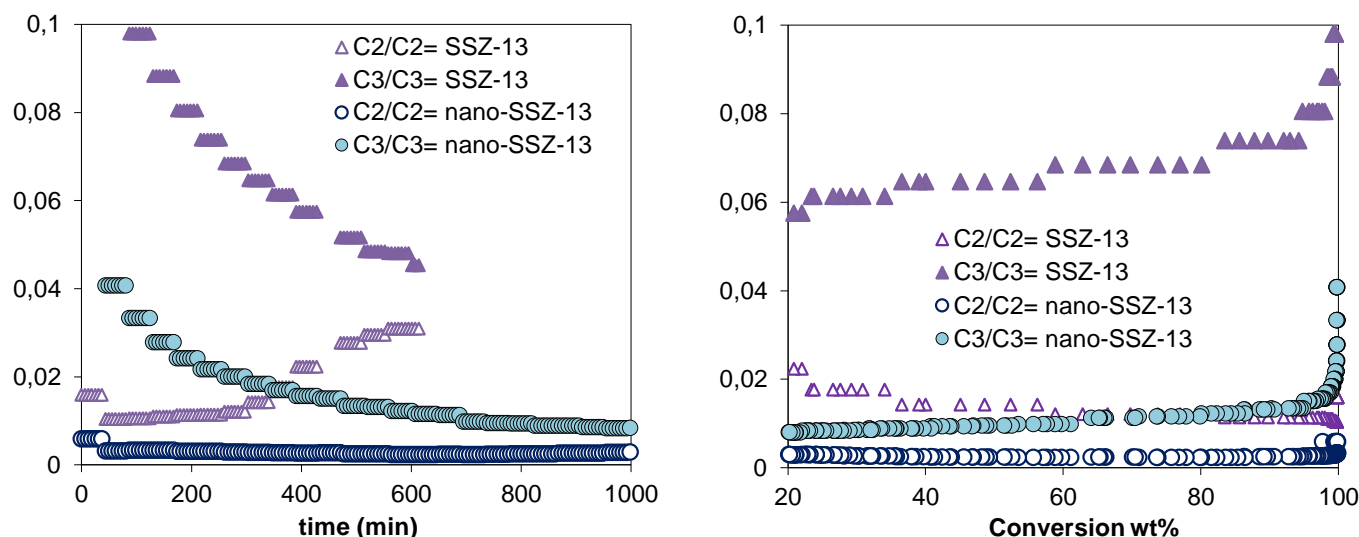 0,1
0,08
0,06
0,04
0,02
0
C2/C2= SSZ-13
C3/C3= SSZ-13
C2/C2= nano-SSZ-13
C3/C3= nano-SSZ-13
0 200 400 600 800 1000
time (min)
0,1
0,08
0,06
0,04
0,02
0
C2/C2= SSZ-13
C3/C3= SSZ-13
C2/C2= nano-SSZ-13
C3/C3= nano-SSZ-13
20 40 60 80 100
Conversion wt%